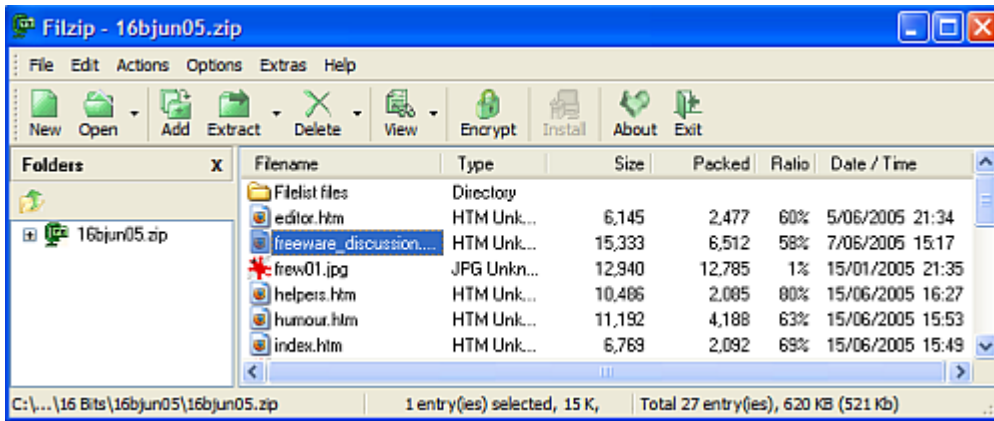 Filzip - 16bjun05.zip
File Edit Actions Options Extras Help
New Open Add Extract Delete View Encrypt Install About Exit
Folders X Filename Type Size Packed Ratio Date / Time
Filelist files Directory
editor.htm HTM Unk... 6,145 2,477 60% 5/06/2005 21:34
16bjun05.zip freeware_discussion.... HTM Unk... 15,333 6,512 58% 7/06/2005 15:17
frew01.jpg JPG Unkn... 12,940 12,785 1% 15/01/2005 21:35
helpers.htm HTM Unk... 10,486 2,085 80% 15/06/2005 16:27
humour.htm HTM Unk... 11,192 4,188 63% 15/06/2005 15:53
index.htm HTM Unk... 6,769 2,092 69% 15/06/2005 15:49
C:\...\16 Bits\16bjun05\16bjun05.zip 1 entry(ies) selected, 15 K, Total 27 entry(ies), 620 KB (521 Kb)